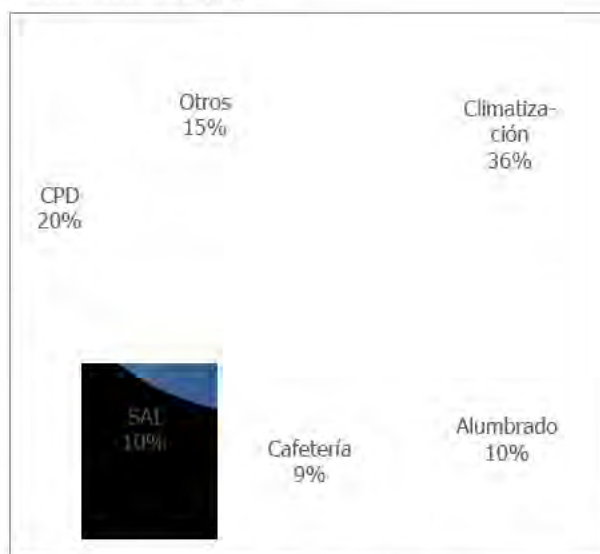 Otros
15%
Climatiza-
ción
36%
CPD
20%
SAI
10%
Cafetería
9%
Alumbrado
10%